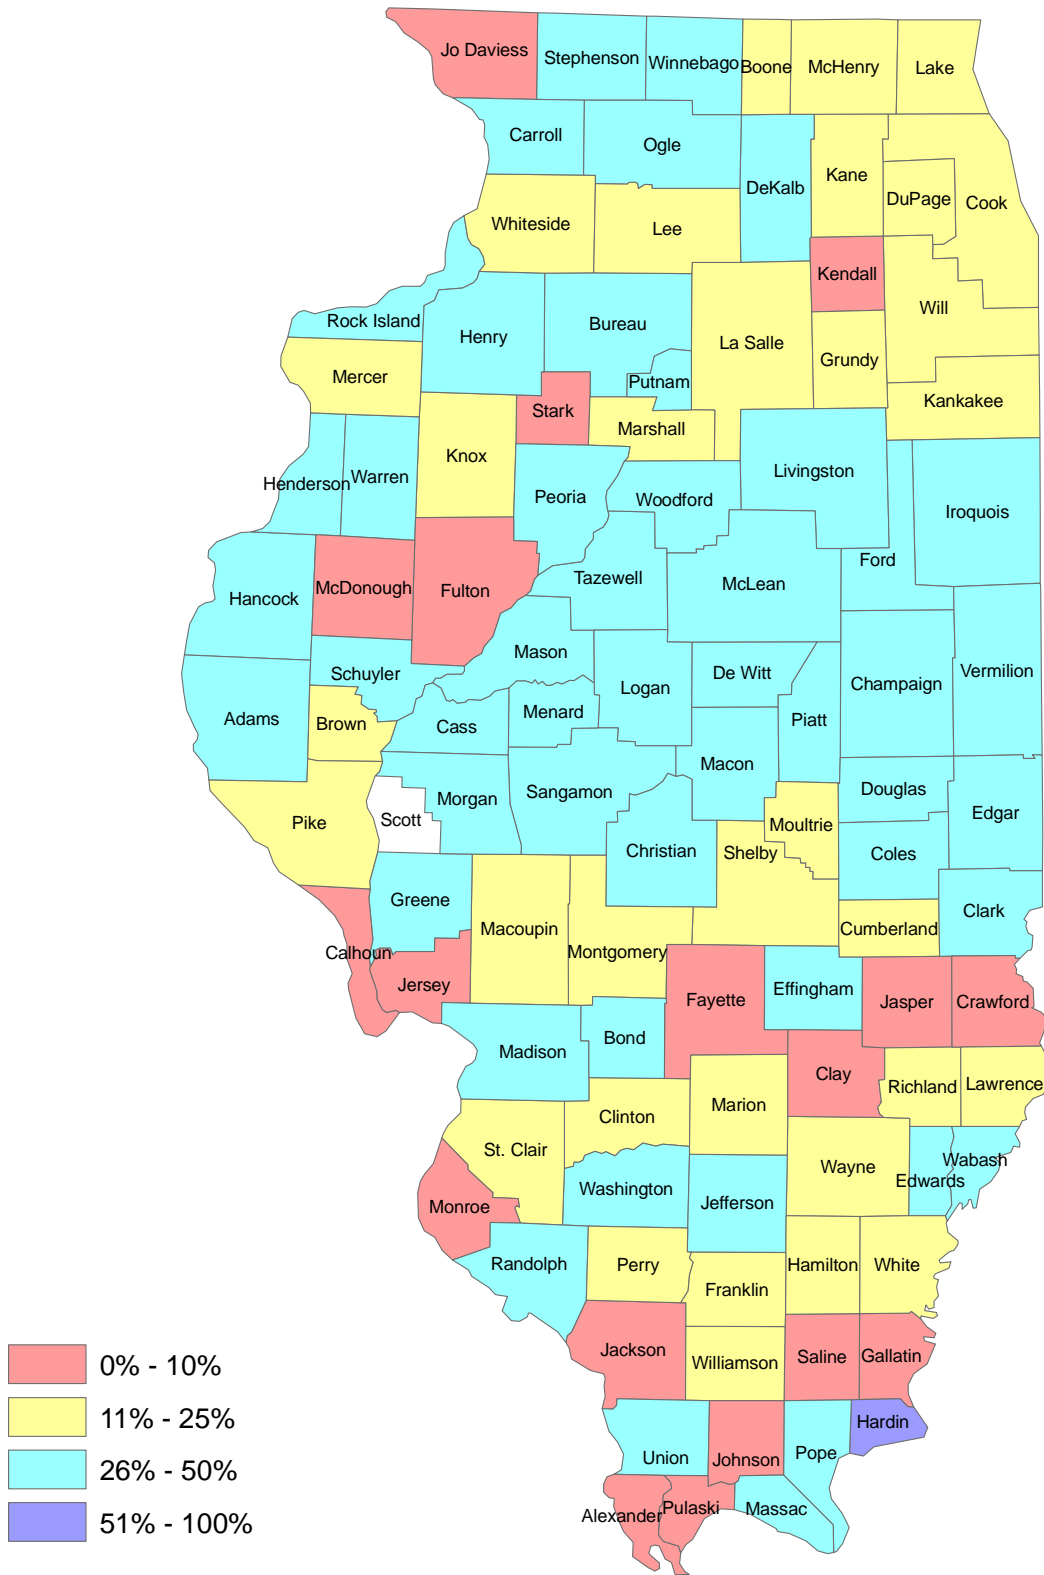 Jo Daviess
Stephenson
Winnebago
Boone
McHenry
Lake
Carroll
Ogle
DeKalb
Kane
DuPage
Cook
Whiteside
Lee
Kendall
Rock Island
Henry
Bureau
La Salle
Will
Grundy
Mercer
Putnam
Kankakee
Stark
Marshall
Knox
Henderson
Warren
Peoria
Woodford
Livingston
Iroquois
Ford
Hancock
McDonough
Fulton
Tazewell
McLean
Mason
Schuyler
Logan
De Witt
Champaign
Vermilion
Adams
Brown
Cass
Menard
Piatt
Macon
Morgan
Sangamon
Douglas
Edgar
Pike
Scott
Christian
Shelby
Moultrie
Coles
Greene
Macoupin
Montgomery
Cumberland
Clark
Calhoun
Jersey
Fayette
Effingham
Jasper
Crawford
Madison
Bond
Clay
Richland
Lawrence
Clinton
Marion
St. Clair
Wayne
Wabash
Edwards
Washington
Jefferson
Monroe
Randolph
Perry
Franklin
Hamilton
White
Jackson
Williamson
Saline
Gallatin
Hardin
Union
Johnson
Pope
Alexander
Pulaski
Massac
0% - 10%
11% - 25%
26% - 50%
51% - 100%